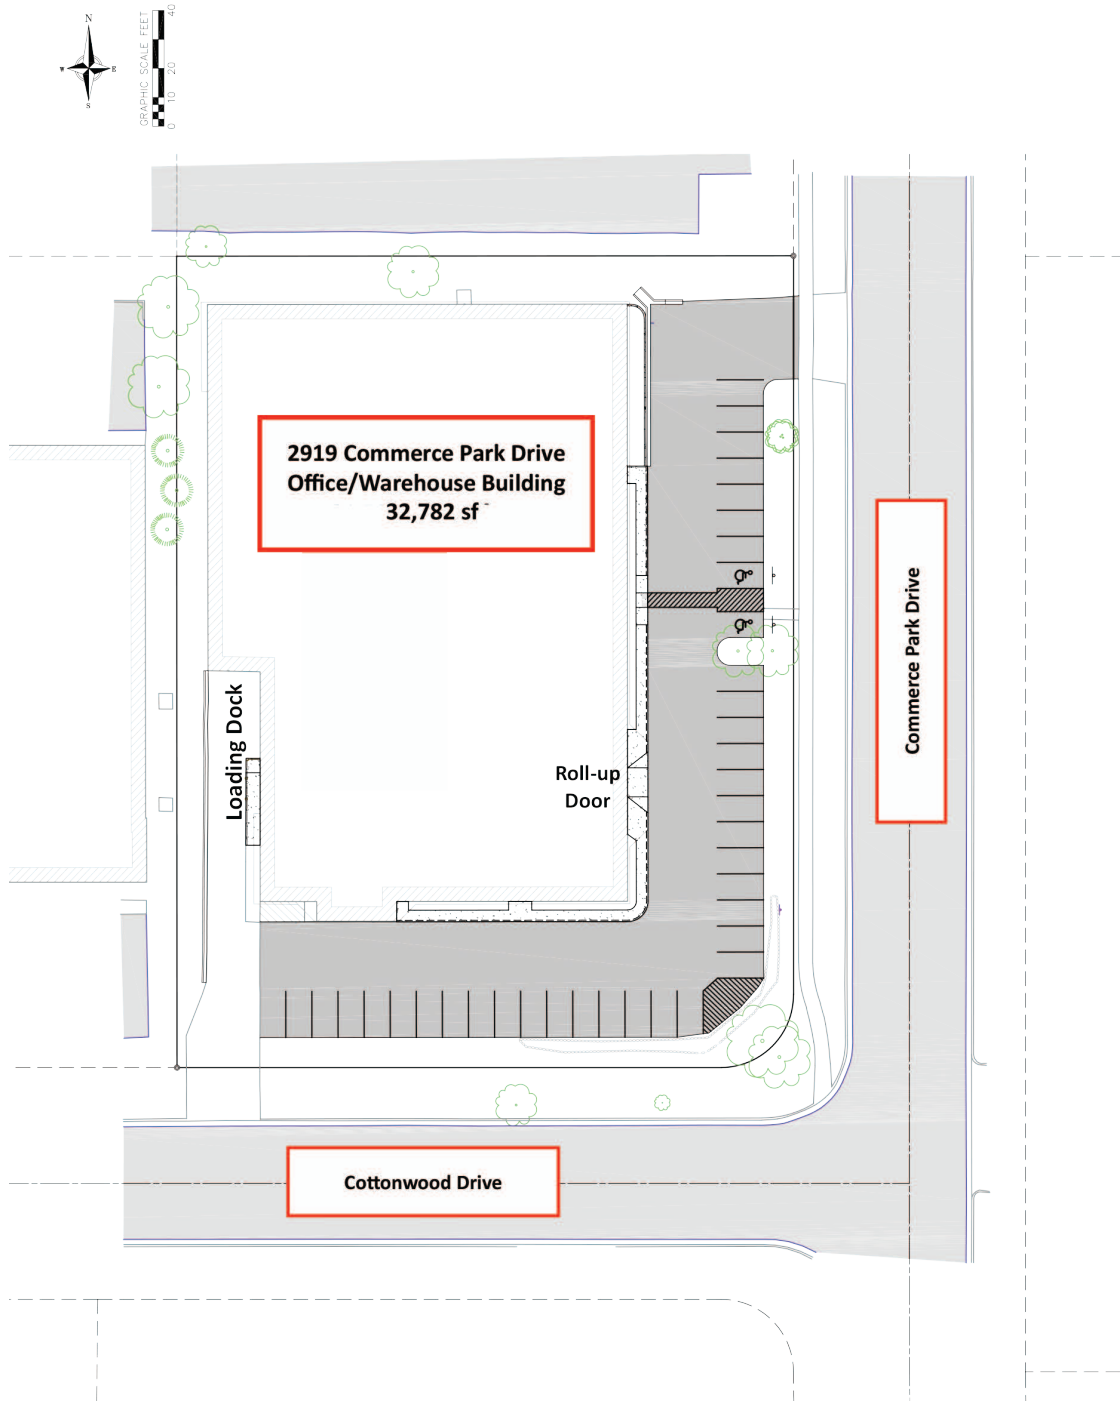 N
W
E
S
GRAPHIC SCALE FEET
0
10
20
40
2919 Commerce Park Drive
Office/Warehouse Building
32,782 sf
Commerce Park Drive
Loading Dock
Roll-up
Door
Cottonwood Drive